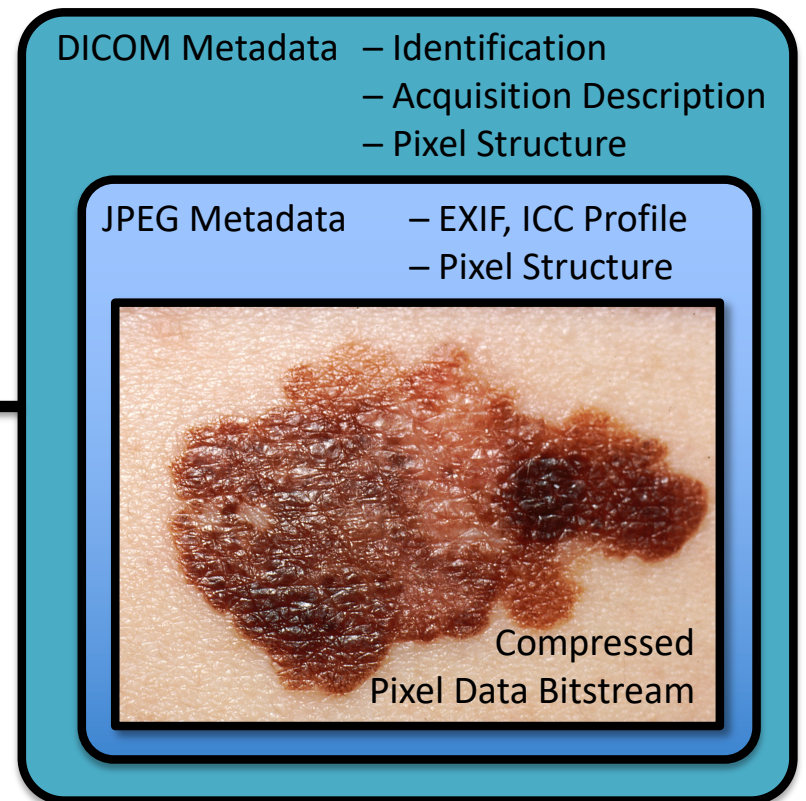 DICOM Metadata – Identification
– Acquisition Description
– Pixel Structure
JPEG Metadata – EXIF, ICC Profile
– Pixel Structure
Compressed
Pixel Data Bitstream